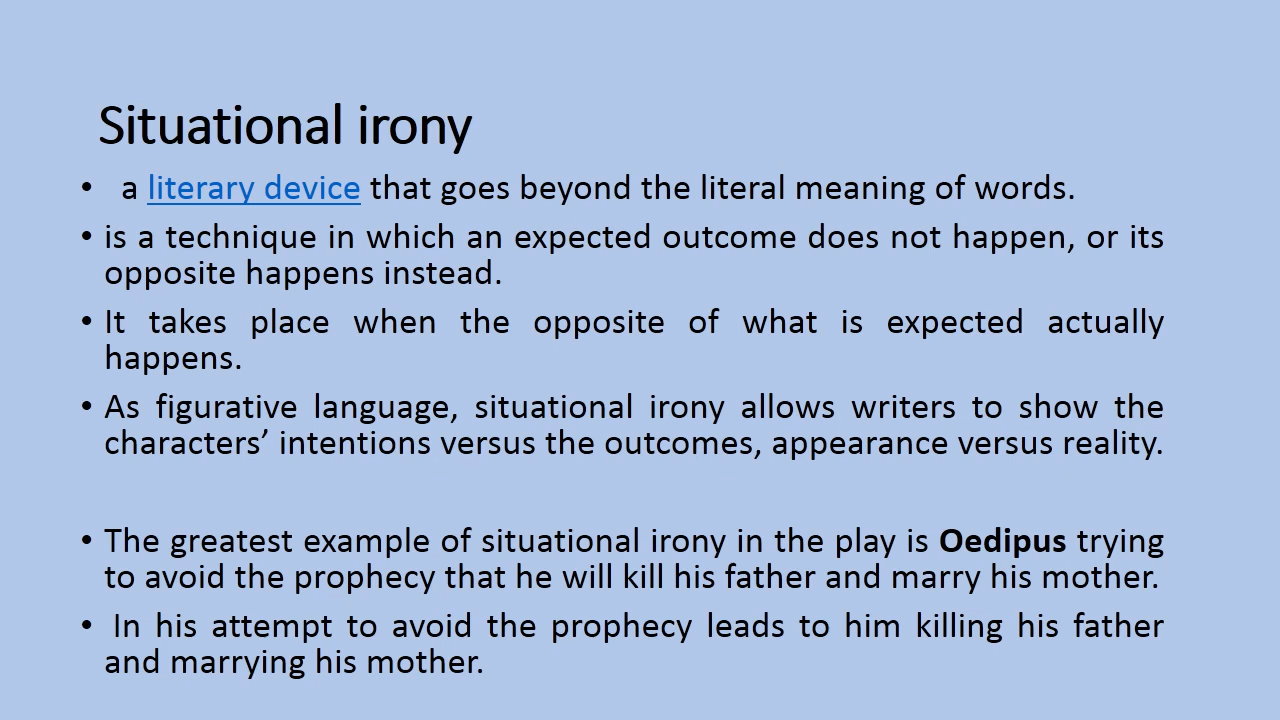 Situational irony
• a literary device that goes beyond the literal meaning of words.
• is a technique in which an expected outcome does not happen, or its
opposite happens instead.
• It takes place when the opposite of what is expected actually
happens.
• As figurative language, situational irony allows writers to show the
characters’ intentions versus the outcomes, appearance versus reality.
• The greatest example of situational irony in the play is Oedipus trying
to avoid the prophecy that he will kill his father and marry his mother.
• In his attempt to avoid the prophecy leads to him killing his father
and marrying his mother.